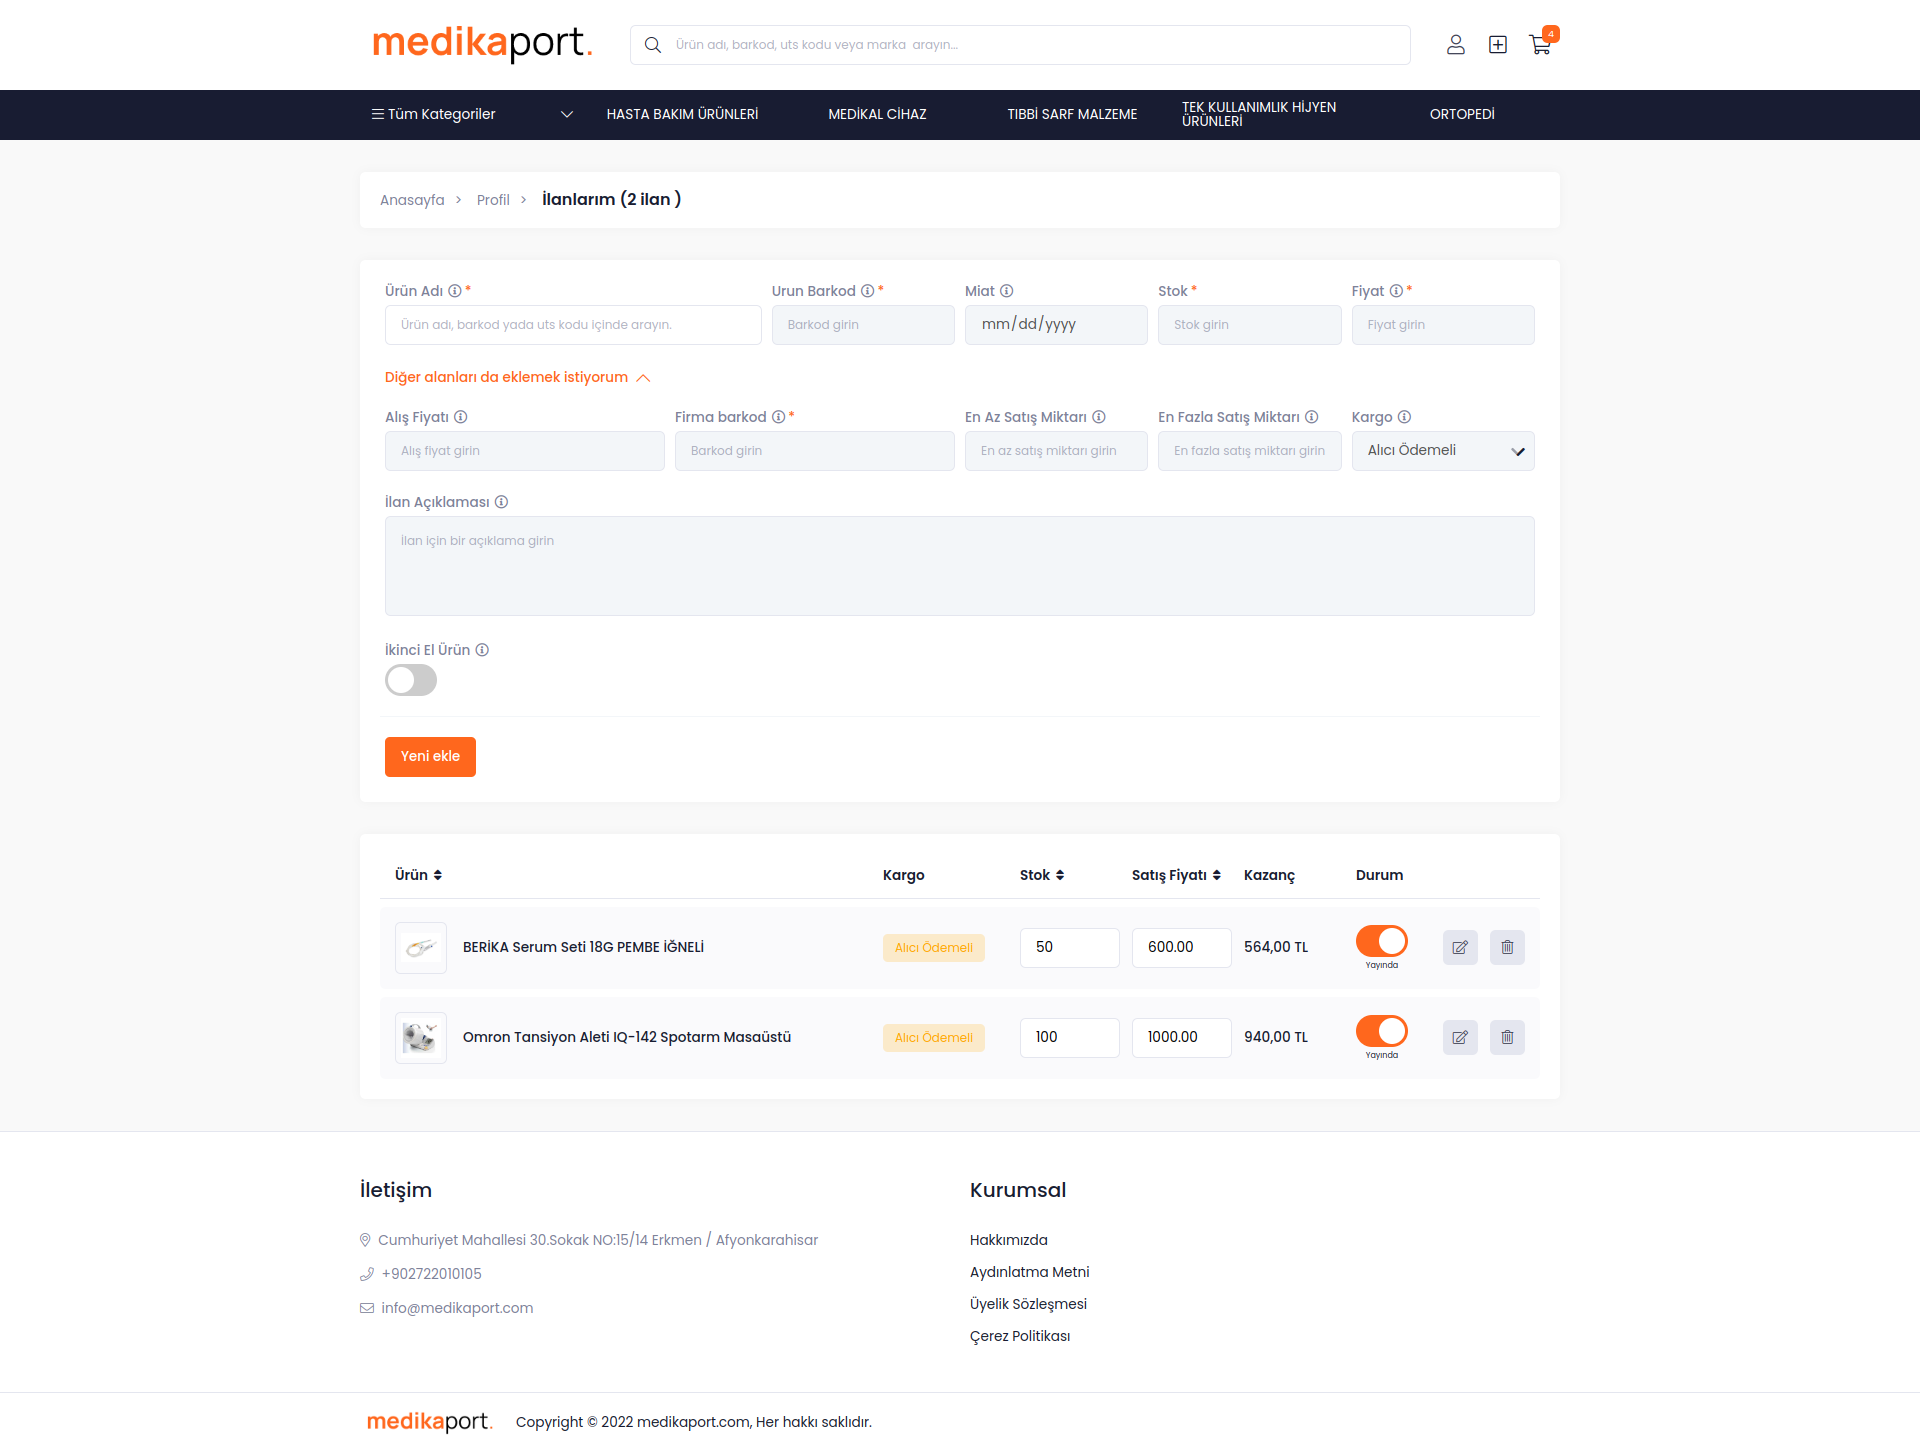 medikaport.
Ürün adı, barkod, uts kodu veya marka arayın...
4
Tüm Kategoriler
HASTA BAKIM ÜRÜNLERİ
MEDİKAL CİHAZ
TIBBİ SARF MALZEME
TEK KULLANIMLIK HİJYEN
ÜRÜNLERİ
ORTOPEDİ
Anasayfa > Profil > İlanlarım (2 ilan )
Ürün Adı *
Urun Barkod *
Miat
Stok *
Fiyat *
Ürün adı, barkod yada uts kodu içinde arayın.
Barkod girin
mm/dd/yyyy
Stok girin
Fiyat girin
Diğer alanları da eklemek istiyorum
Alış Fiyatı
Firma barkod *
En Az Satış Miktarı
En Fazla Satış Miktarı
Kargo
Alış fiyat girin
Barkod girin
En az satış miktarı girin
En fazla satış miktarı girin
Alıcı Ödemeli
İlan Açıklaması
İlan için bir açıklama girin
İkinci El Ürün
Yeni ekle
Ürün
Kargo
Stok
Satış Fiyatı
Kazanç
Durum
BERİKA Serum Seti 18G PEMBE İĞNELİ
Alıcı Ödemeli
50
600.00
564,00 TL
Yayında
Omron Tansiyon Aleti IQ-142 Spotarm Masaüstü
Alıcı Ödemeli
100
1000.00
940,00 TL
Yayında
İletişim
Cumhuriyet Mahallesi 30.Sokak NO:15/14 Erkmen / Afyonkarahisar
+902722010105
info@medikaport.com
Kurumsal
Hakkımızda
Aydınlatma Metni
Üyelik Sözleşmesi
Çerez Politikası
medikaport.
Copyright © 2022 medikaport.com, Her hakkı saklıdır.